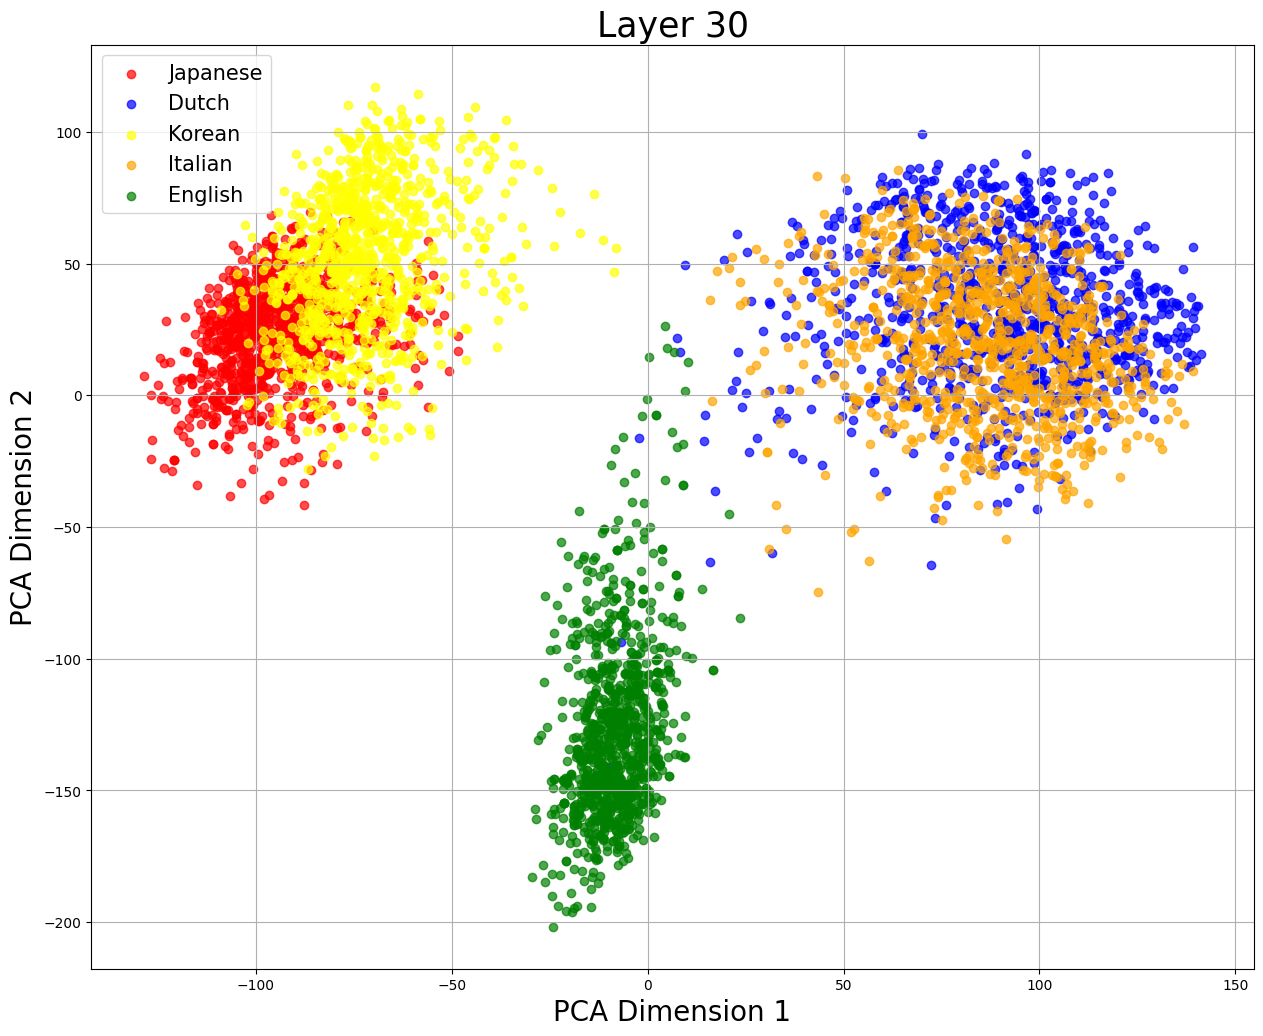 Layer 30
Japanese
Dutch
Korean
Italian
English
100
50
0
−50
−100
−150
−200
PCA Dimension 2
−100
−50
0
50
100
150
PCA Dimension 1